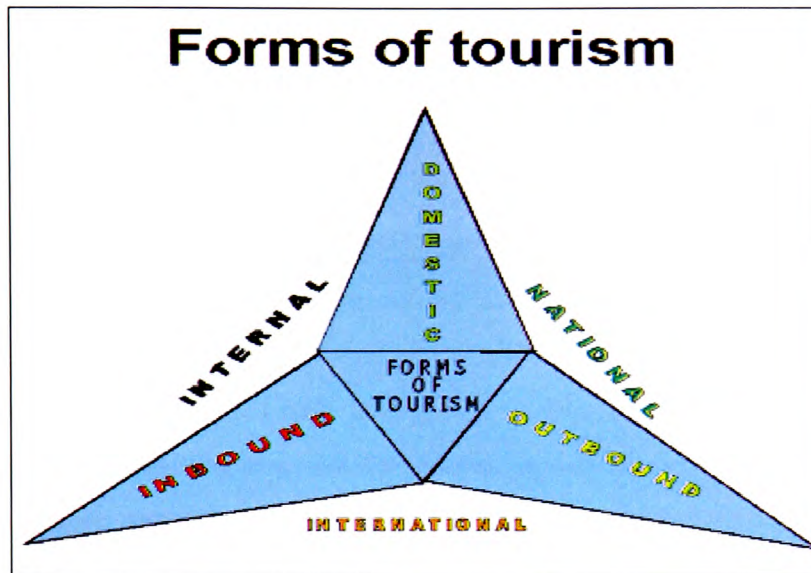 Forms of tourism
DOMESTIC
INTERNAL
NATIONAL
FORMS
OF
TOURISM
INBOUND
OUTBOUND
INTERNATIONAL